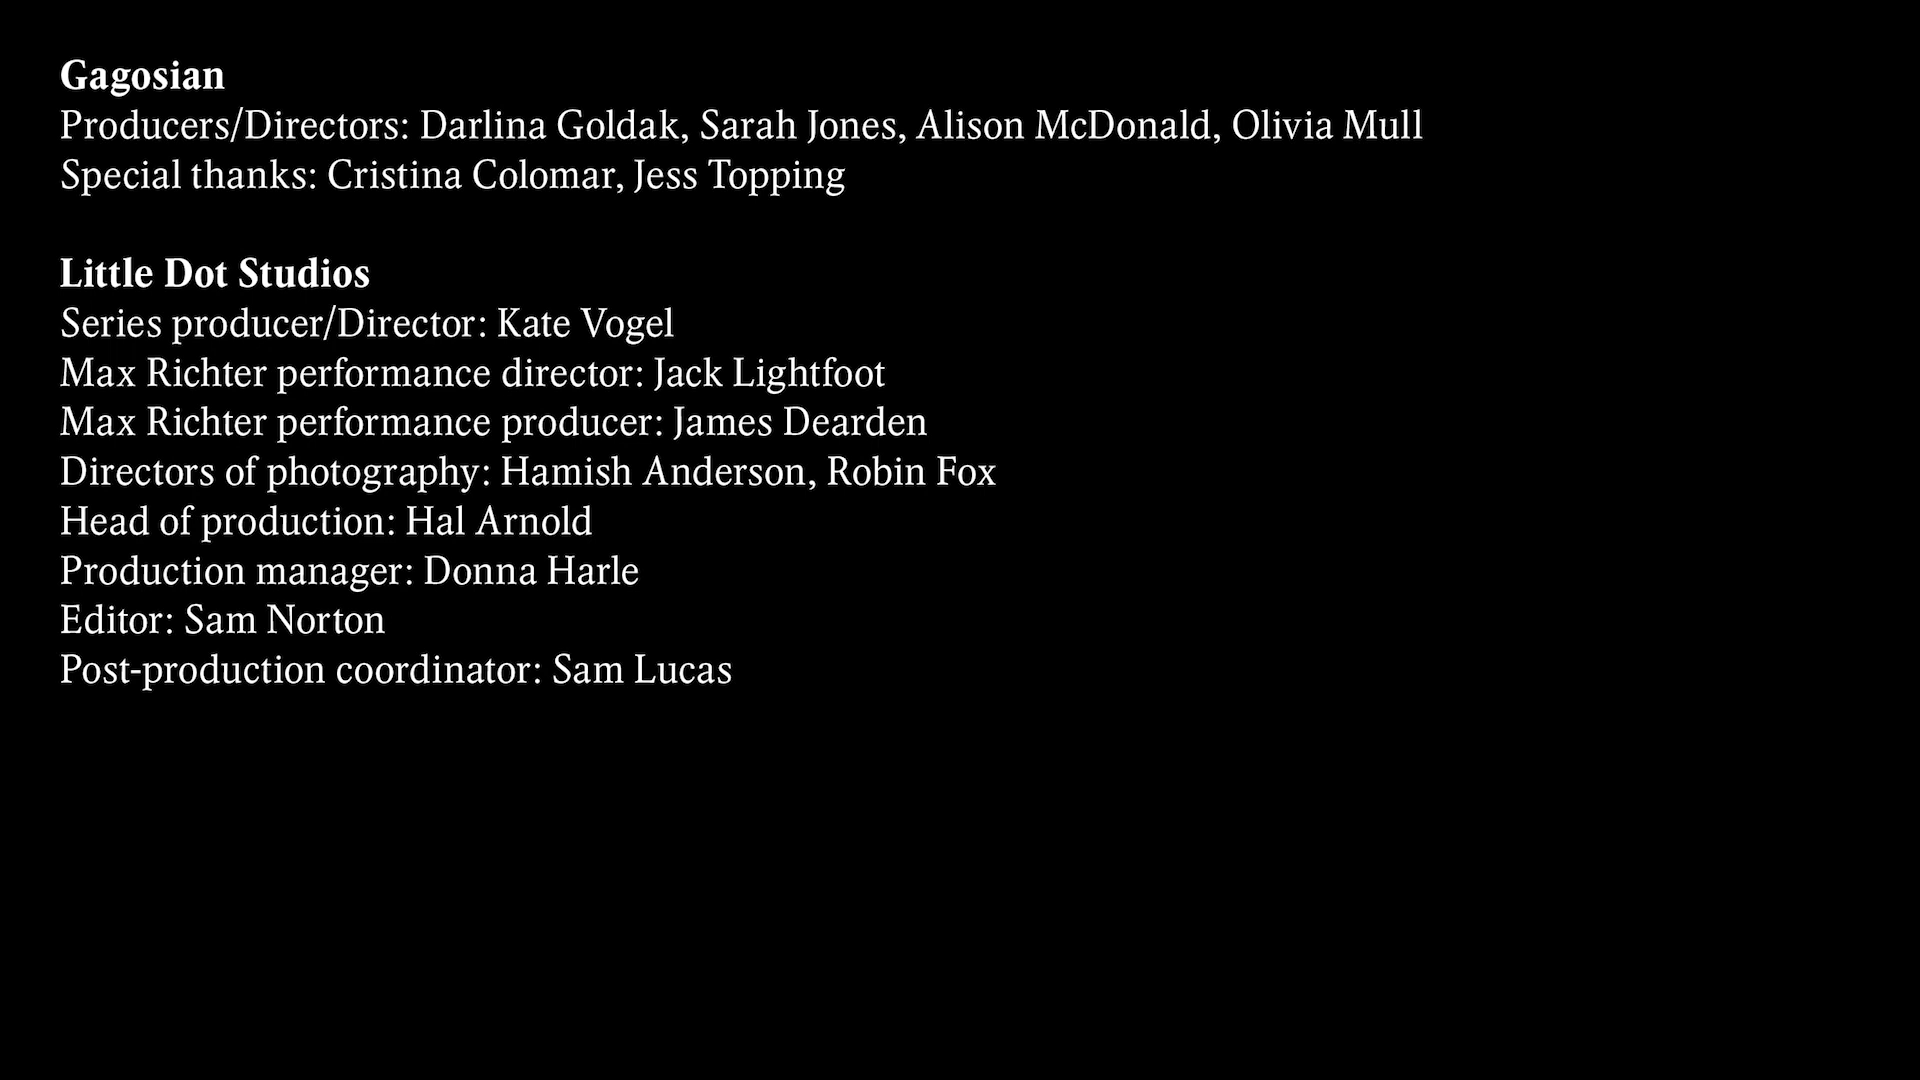 Gagosian
Producers/Directors: Darlina Goldak, Sarah Jones, Alison McDonald, Olivia Mull
Special thanks: Cristina Colomar, Jess Topping
Little Dot Studios
Series producer/Director: Kate Vogel
Max Richter performance director: Jack Lightfoot
Max Richter performance producer: James Dearden
Directors of photography: Hamish Anderson, Robin Fox
Head of production: Hal Arnold
Production manager: Donna Harle
Editor: Sam Norton
Post-production coordinator: Sam Lucas